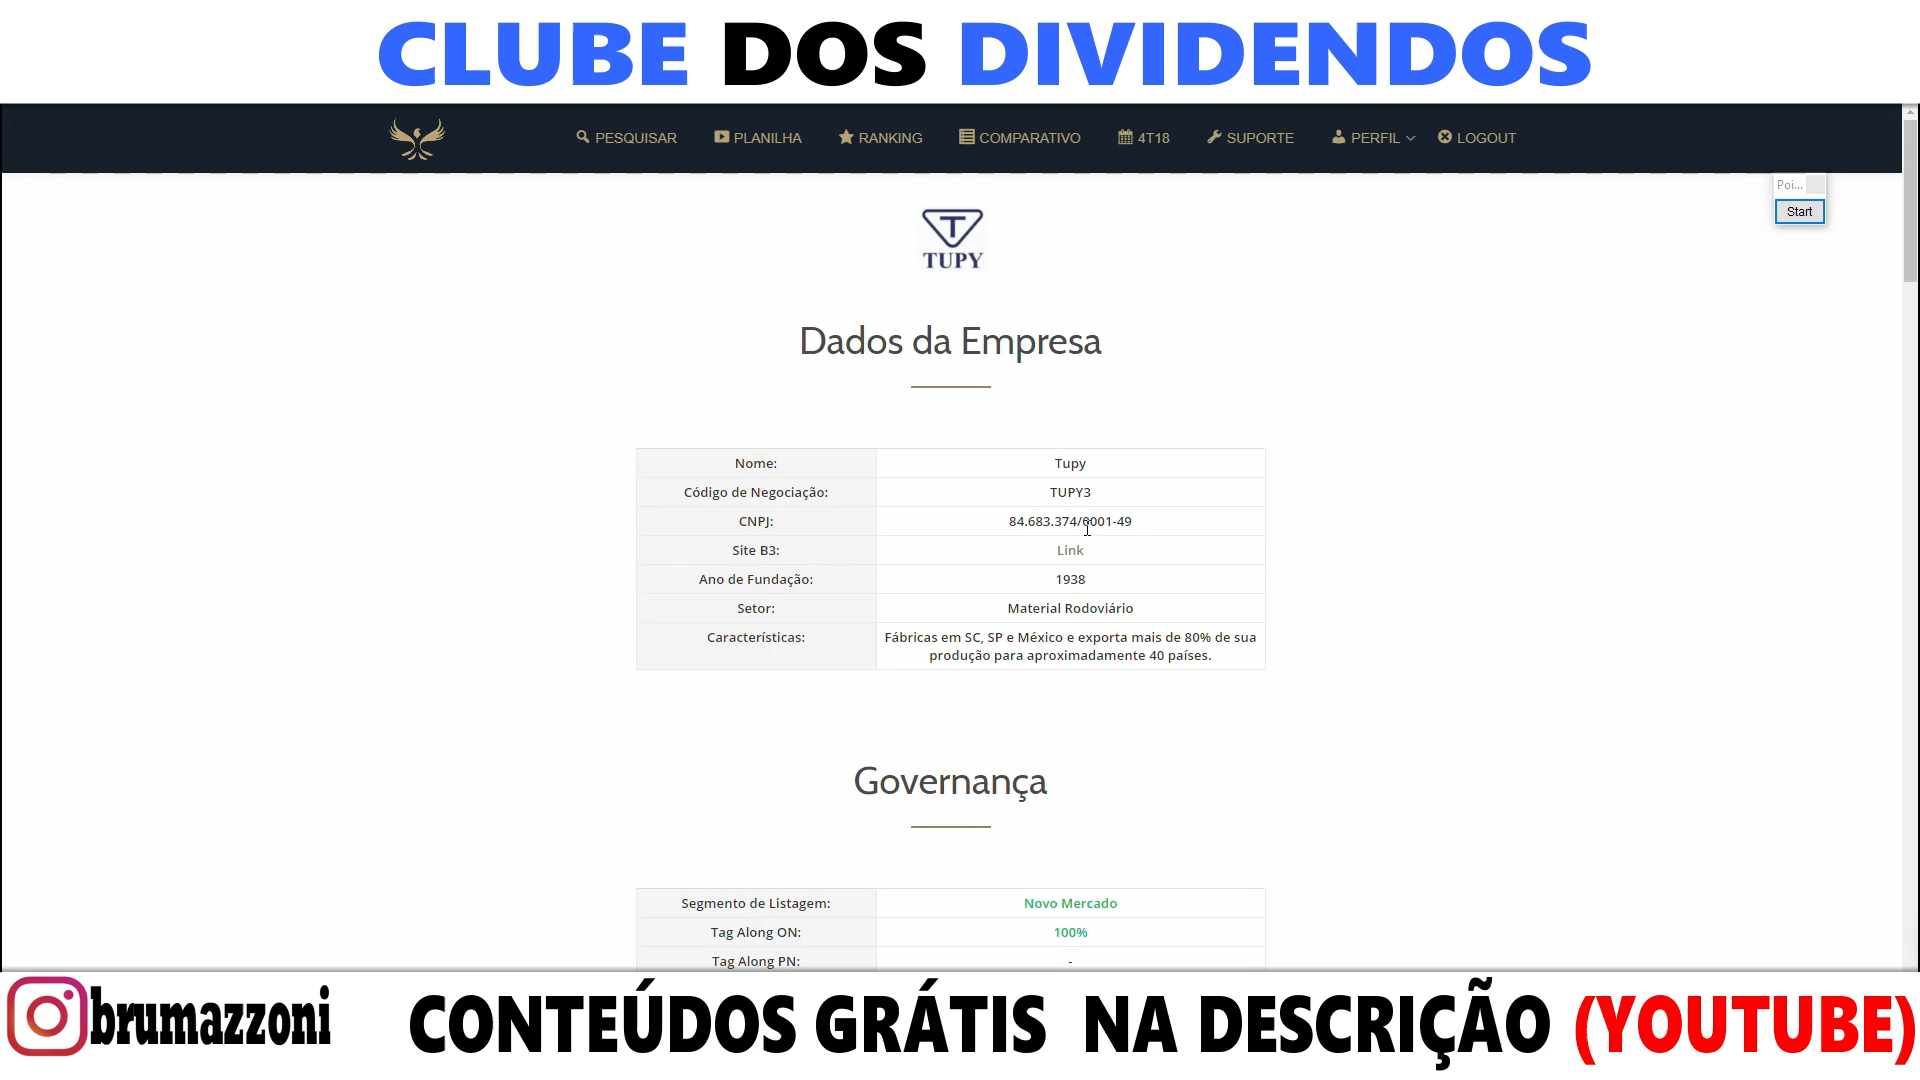 CLUBE DOS DIVIDENDOS
PESQUISAR PLANILHA RANKING COMPARATIVO 4T18 SUPORTE PERFIL LOGOUT
Poi...
Start
T
TUPY
Dados da Empresa
Nome: Tupy
Código de Negociação: TUPY3
CNPJ: 84.683.374/0001-49
Site B3: Link
Ano de Fundação: 1938
Setor: Material Rodoviário
Características: Fábricas em SC, SP e México e exporta mais de 80% de sua
produção para aproximadamente 40 países.
Governança
Segmento de Listagem: Novo Mercado
Tag Along ON: 100%
Tag Along PN: -
brumazzoni CONTEÚDOS GRÁTIS NA DESCRIÇÃO (YOUTUBE)